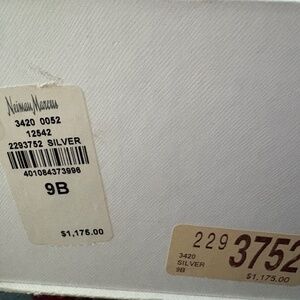 Neiman Marcus
3420 0052
12542
2293752 SILVER
401084373996
9B
$1,175.00
229 3752
3420
SILVER
9B
$1,175.00